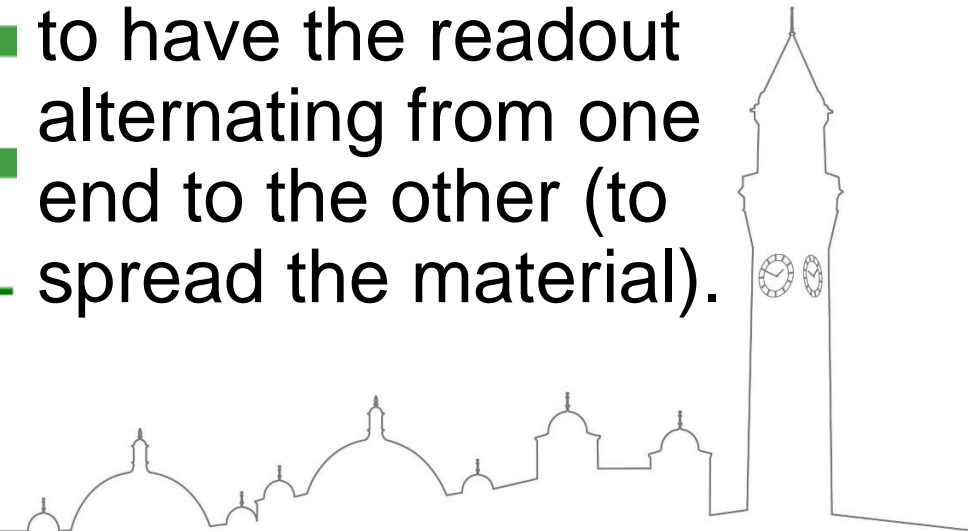 to have the readout
alternating from one
end to the other (to
spread the material).